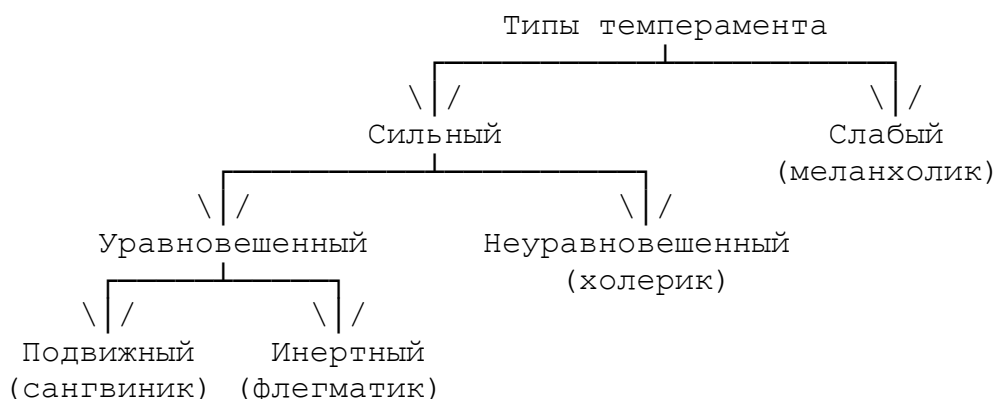 Типы темперамента
Сильный Слабый
(меланхолик)
Уравновешенный Неуравновешенный
(холерик)
Подвижный Инертный
(сангвиник) (флегматик)